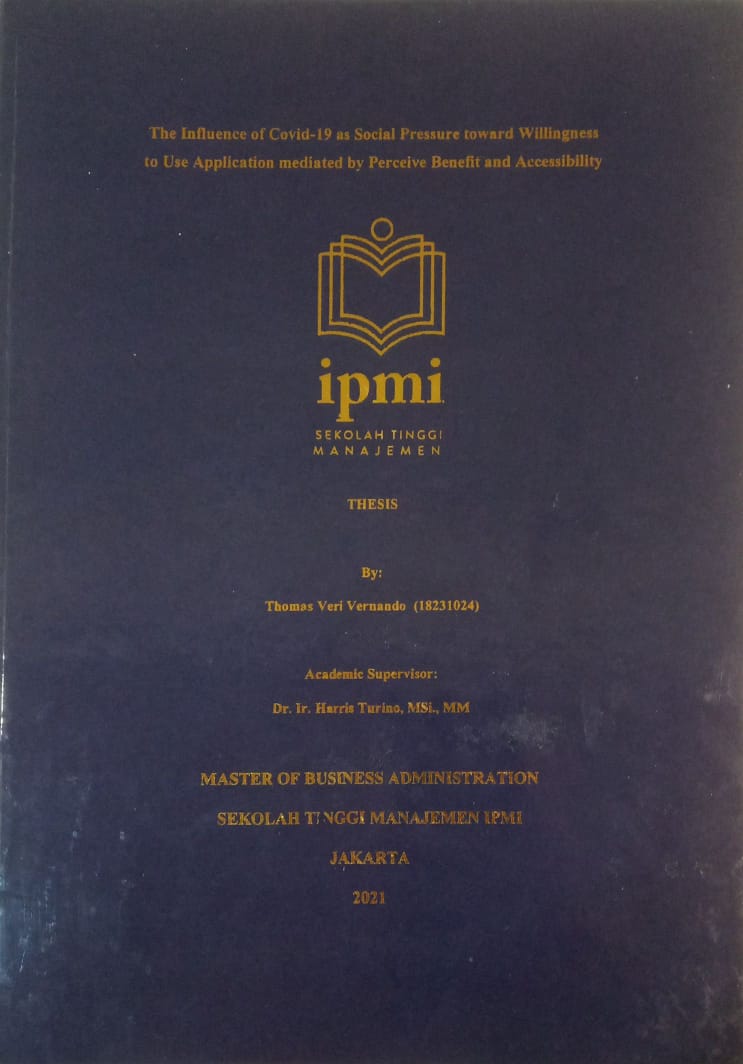 The Influence of Covid-19 as Social Pressure toward Willingness
to Use Application mediated by Perceive Benefit and Accessibility
ipmi
SEKOLAH TINGGI
MANAJEMEN
THESIS
By:
Thomas Veri Vernando (18231024)
Academic Supervisor:
Dr. Ir. Harris Turino, MSi., MM
MASTER OF BUSINESS ADMINISTRATION
SEKOLAH TINGGI MANAJEMEN IPMI
JAKARTA
2021